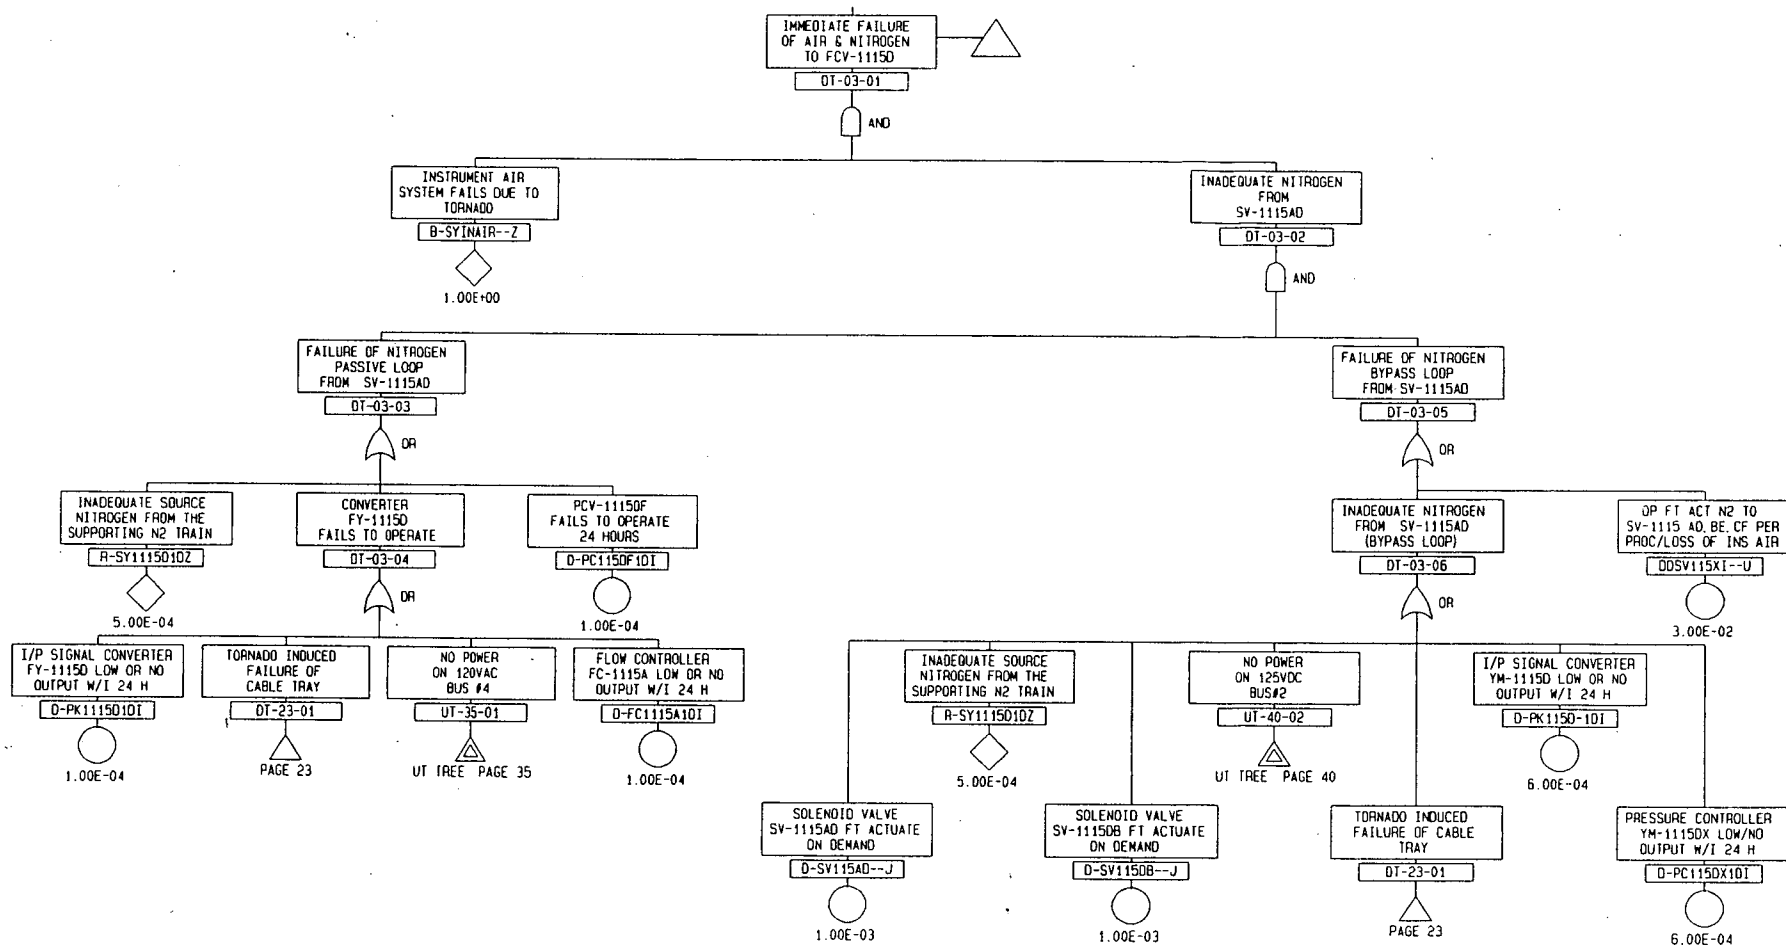 IMMEDIATE FAILURE
OF AIR & NITROGEN
TO FCV-1115D
DT-03-01
AND
INSTRUMENT AIR
SYSTEM FAILS DUE TO
TORNADO
B-SYINAIR--Z
1.00E+00
INADEQUATE NITROGEN
FROM
SV-1115AD
DT-03-02
AND
FAILURE OF NITROGEN
PASSIVE LOOP
FROM SV-1115AD
DT-03-03
OR
FAILURE OF NITROGEN
BYPASS LOOP
FROM SV-1115AD
DT-03-05
OR
INADEQUATE SOURCE
NITROGEN FROM THE
SUPPORTING N2 TRAIN
R-SY1115D1DZ
5.00E-04
CONVERTER
FY-1115D
FAILS TO OPERATE
DT-03-04
OR
PCV-1115DF
FAILS TO OPERATE
24 HOURS
D-PC115DF1DI
1.00E-04
INADEQUATE NITROGEN
FROM SV-1115AD
(BYPASS LOOP)
DT-03-06
OR
OP FT ACT N2 TO
SV-1115 AD,BE,CF PER
PROC/LOSS OF INS AIR
DDSV115XI--U
3.00E-02
I/P SIGNAL CONVERTER
FY-1115D LOW OR NO
OUTPUT W/I 24 H
D-PK1115D1DI
1.00E-04
TORNADO INDUCED
FAILURE OF
CABLE TRAY
DT-23-01
PAGE 23
NO POWER
ON 120VAC
BUS #4
UT-35-01
UT TREE PAGE 35
FLOW CONTROLLER
FC-1115A LOW OR NO
OUTPUT W/I 24 H
D-FC1115A1DI
1.00E-04
INADEQUATE SOURCE
NITROGEN FROM THE
SUPPORTING N2 TRAIN
R-SY1115D1DZ
5.00E-04
NO POWER
ON 125VDC
BUS#2
UT-40-02
UT TREE PAGE 40
I/P SIGNAL CONVERTER
YM-1115D LOW OR NO
OUTPUT W/I 24 H
D-PK115D-1DI
6.00E-04
SOLENOID VALVE
SV-1115AD FT ACTUATE
ON DEMAND
D-SV115AD--J
1.00E-03
SOLENOID VALVE
SV-1115DB FT ACTUATE
ON DEMAND
D-SV115DB--J
1.00E-03
TORNADO INDUCED
FAILURE OF CABLE
TRAY
DT-23-01
PAGE 23
PRESSURE CONTROLLER
YM-1115DX LOW/NO
OUTPUT W/I 24 H
D-PC115DX1DI
6.00E-04